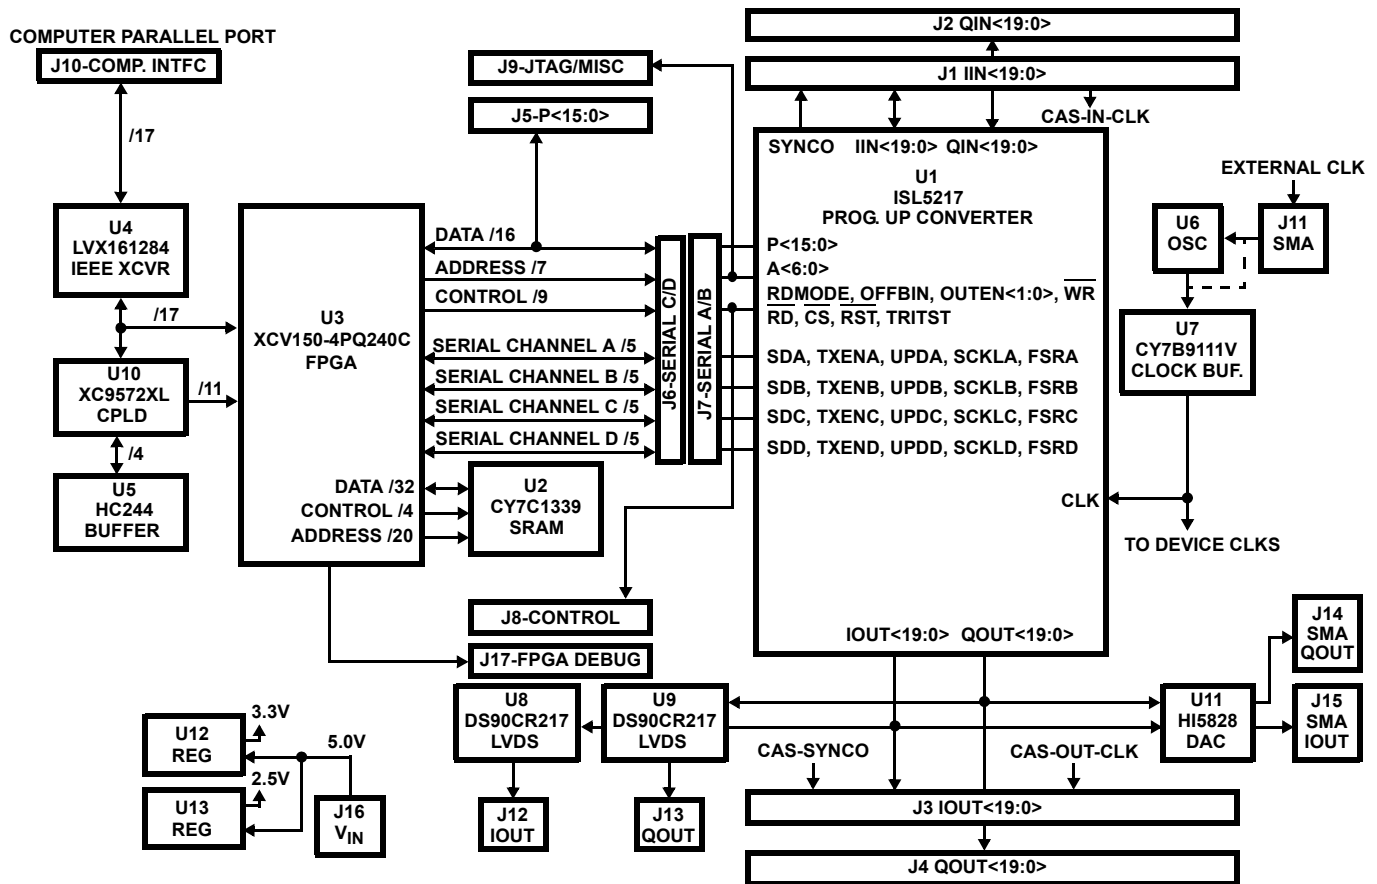 COMPUTER PARALLEL PORT
J10-COMP. INTFC
/17
U4
LVX161284
IEEE XCVR
/17
U10
XC9572XL
CPLD
/11
/4
U5
HC244
BUFFER
U3
XCV150-4PQ240C
FPGA
J9-JTAG/MISC
J5-P<15:0>
DATA /16
ADDRESS /7
CONTROL /9
SERIAL CHANNEL A /5
SERIAL CHANNEL B /5
SERIAL CHANNEL C /5
SERIAL CHANNEL D /5
DATA /32
CONTROL /4
ADDRESS /20
U2
CY7C1339
SRAM
J6-SERIAL C/D
J7-SERIAL A/B
J8-CONTROL
J17-FPGA DEBUG
J2 QIN<19:0>
J1 IIN<19:0>
CAS-IN-CLK
SYNCO IIN<19:0> QIN<19:0>
U1
ISL5217
PROG. UP CONVERTER
P<15:0>
A<6:0>
RDMODE, OFFBIN, OUTEN<1:0>, WR
RD, CS, RST, TRITST
SDA, TXENA, UPDA, SCKLA, FSRA
SDB, TXENB, UPDB, SCKLB, FSRB
SDC, TXENC, UPDC, SCKLC, FSRC
SDD, TXEND, UPDD, SCKLD, FSRD
CLK
IOUT<19:0> QOUT<19:0>
EXTERNAL CLK
U6
OSC
J11
SMA
U7
CY7B9111V
CLOCK BUF.
TO DEVICE CLKS
J14
SMA
QOUT
U11
HI5828
DAC
J15
SMA
IOUT
U8
DS90CR217
LVDS
U9
DS90CR217
LVDS
J12
IOUT
J13
QOUT
CAS-SYNCO
CAS-OUT-CLK
J3 IOUT<19:0>
J4 QOUT<19:0>
U12
REG
3.3V
5.0V
U13
REG
2.5V
J16
VIN